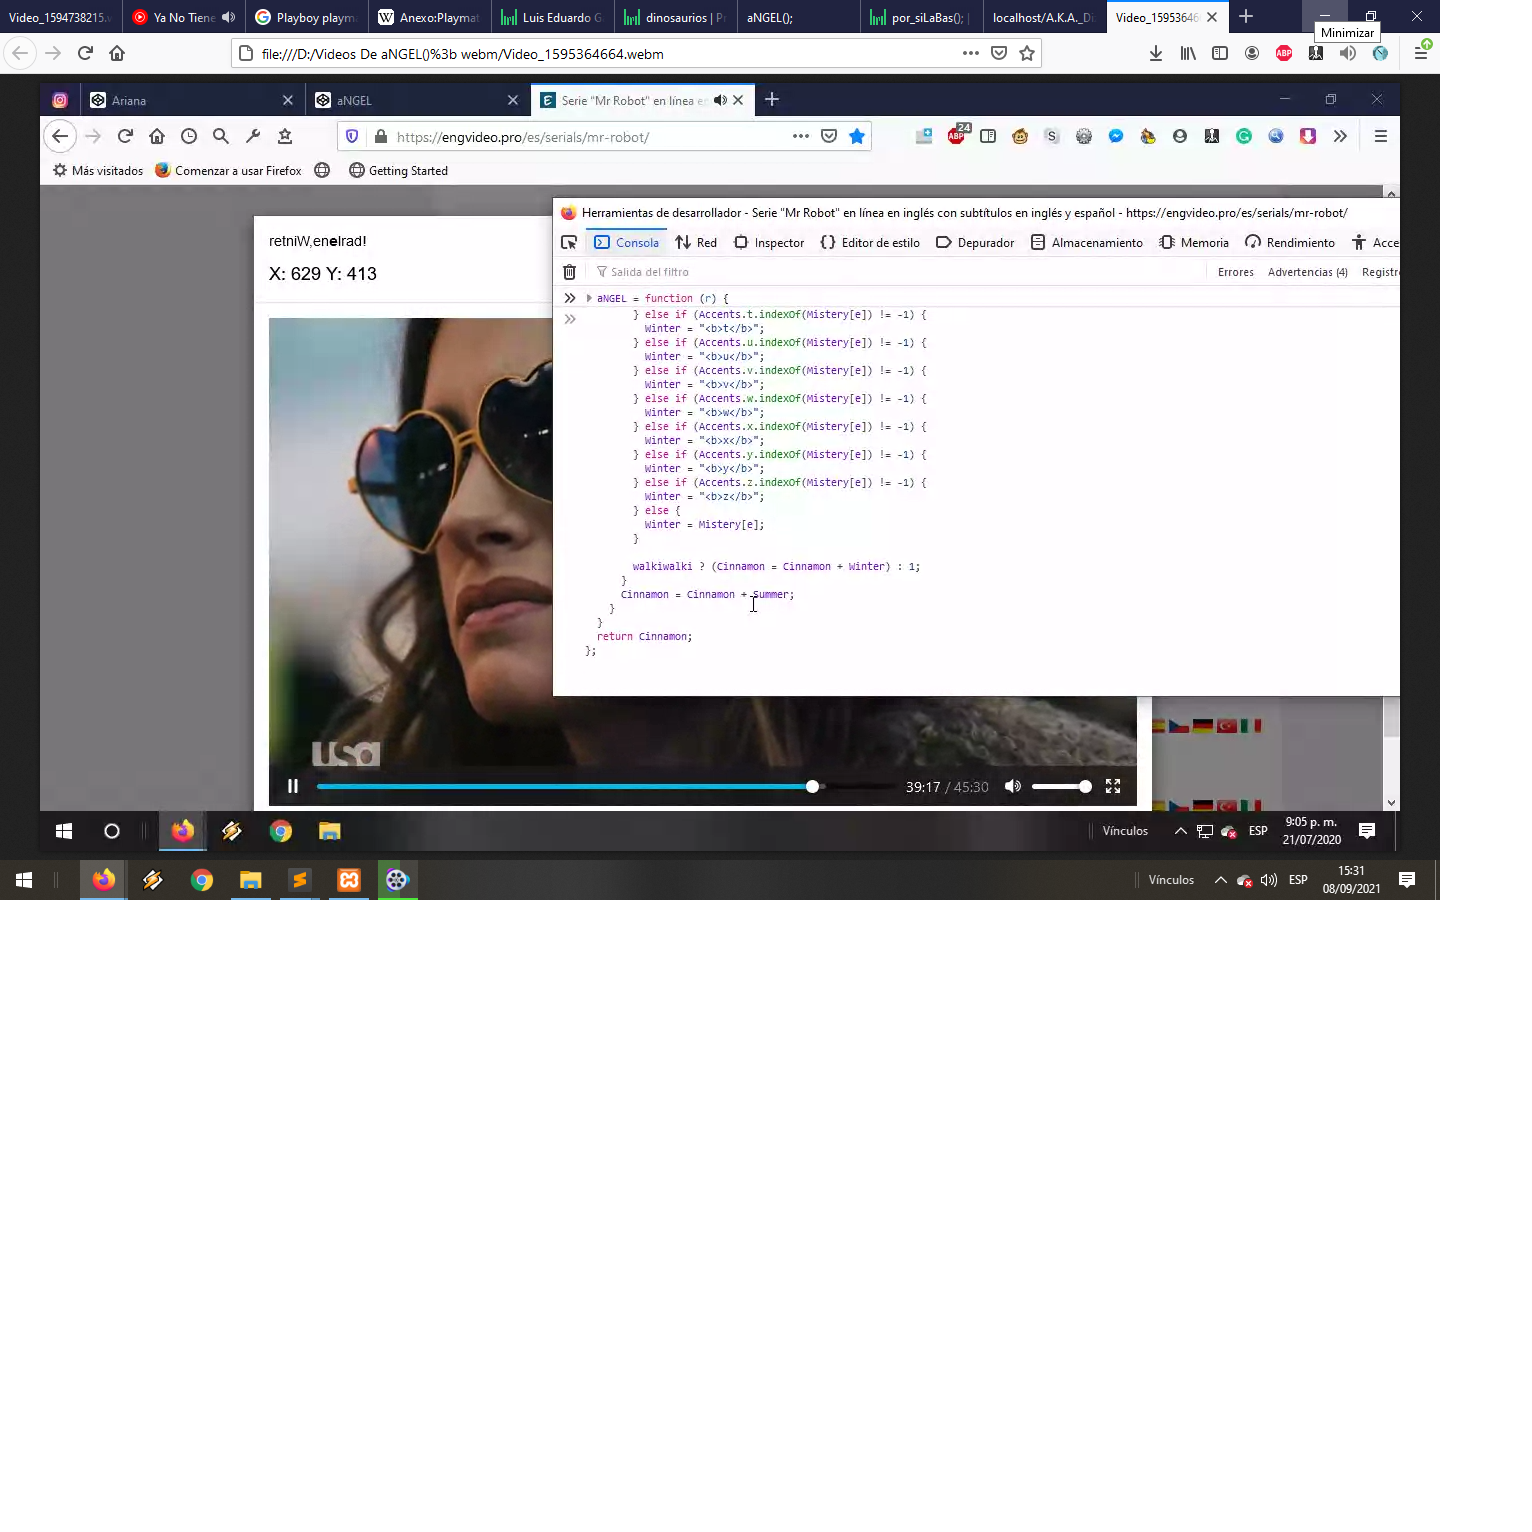 Video_1594738215.
Ya No Tiene
Playboy playm
Anexo:Playmat
Luis Eduardo G
dinosaurios | P
aNGEL();
por_siLaBas(); |
localhost/A.K.A._Di
Video_15953646
Minimizar
file:///D:/Videos De aNGEL()%3b webm/Video_1595364664.webm
ABP
Ariana
aNGEL
Serie "Mr Robot" en línea e
https://engvideo.pro/es/serials/mr-robot/
24
ABP
S
Más visitados
Comenzar a usar Firefox
Getting Started
retniW,enelrad!
X: 629 Y: 413
Herramientas de desarrollador - Serie "Mr Robot" en línea en inglés con subtítulos en inglés y español - https://engvideo.pro/es/serials/mr-robot/
Consola
Red
Inspector
Editor de estilo
Depurador
Almacenamiento
Memoria
Rendimiento
Acce
Salida del filtro
Errores
Advertencias (4)
Registr
aNGEL = function (r) {
} else if (Accents.t.indexOf(Mistery[e]) != -1) {
Winter = "<b>t</b>";
} else if (Accents.u.indexOf(Mistery[e]) != -1) {
Winter = "<b>u</b>";
} else if (Accents.v.indexOf(Mistery[e]) != -1) {
Winter = "<b>v</b>";
} else if (Accents.w.indexOf(Mistery[e]) != -1) {
Winter = "<b>w</b>";
} else if (Accents.x.indexOf(Mistery[e]) != -1) {
Winter = "<b>x</b>";
} else if (Accents.y.indexOf(Mistery[e]) != -1) {
Winter = "<b>y</b>";
} else if (Accents.z.indexOf(Mistery[e]) != -1) {
Winter = "<b>z</b>";
} else {
Winter = Mistery[e];
}
walkiwalki ? (Cinnamon = Cinnamon + Winter) : 1;
}
Cinnamon = Cinnamon + Summer;
}
}
return Cinnamon;
};
usa
39:17 / 45:30
Vínculos
ESP
9:05 p. m.
21/07/2020
Vínculos
ESP
15:31
08/09/2021